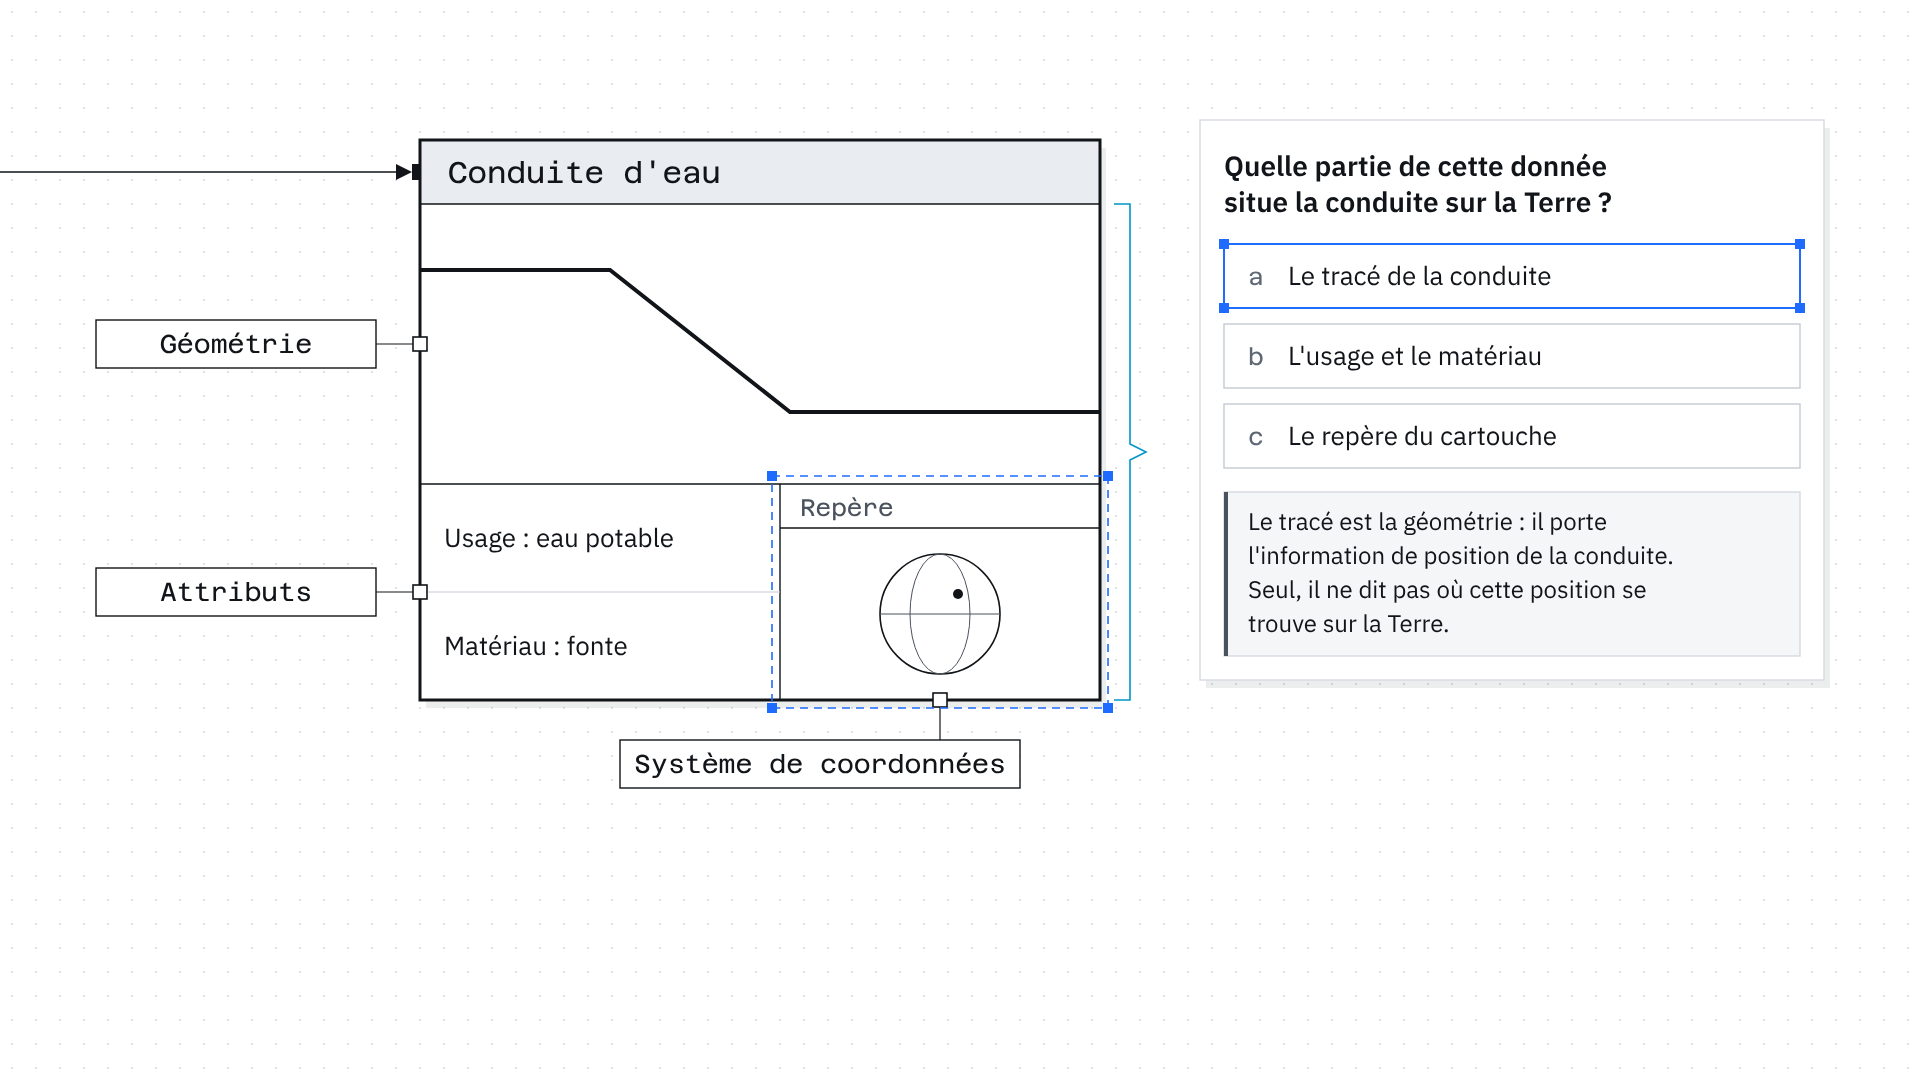 Conduite d'eau
Géométrie
Attributs
Usage : eau potable
Matériau : fonte
Repère
Système de coordonnées
Quelle partie de cette donnée
situe la conduite sur la Terre ?
a Le tracé de la conduite
b L'usage et le matériau
c Le repère du cartouche
Le tracé est la géométrie : il porte
l'information de position de la conduite.
Seul, il ne dit pas où cette position se
trouve sur la Terre.